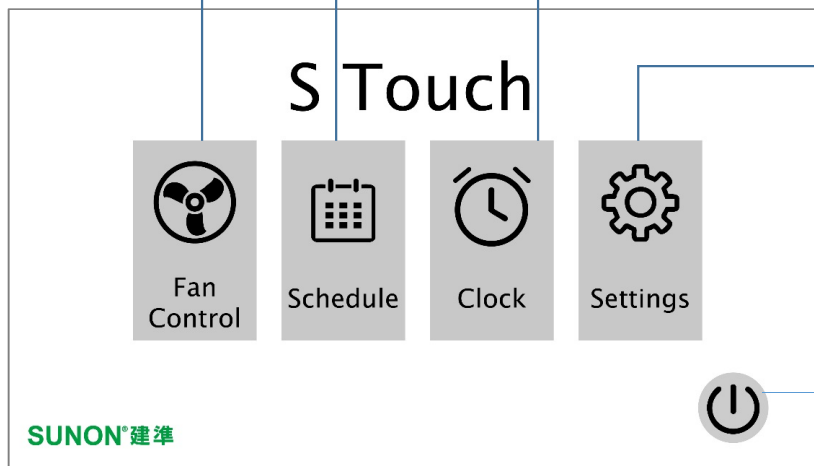 S Touch
Fan
Control
Schedule
Clock
Settings
SUNON®建準